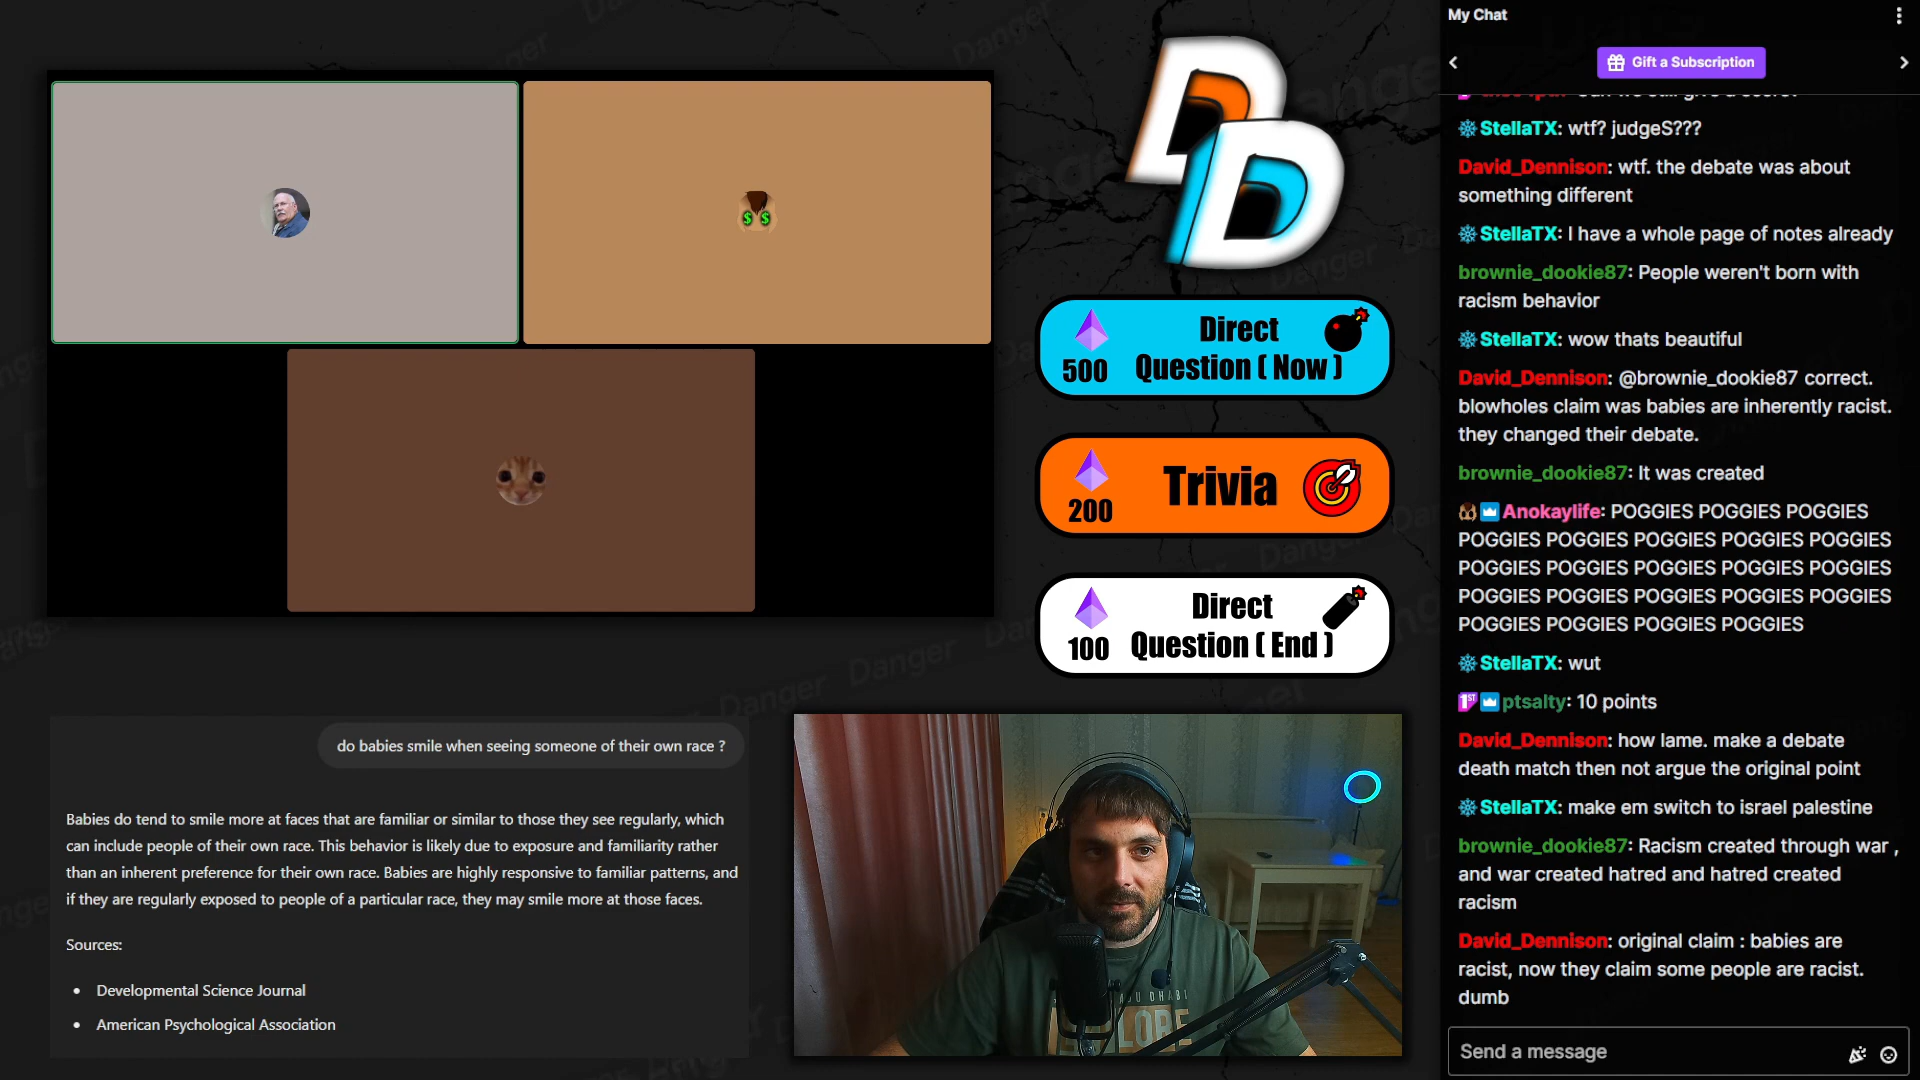 My Chat
Gift a Subscription
StellaTX: wtf? judgeS???
David_Dennison: wtf. the debate was about
something different
StellaTX: I have a whole page of notes already
brownie_dookie87: People weren't born with
racism behavior
StellaTX: wow thats beautiful
David_Dennison: @brownie_dookie87 correct.
blowholes claim was babies are inherently racist.
they changed their debate.
brownie_dookie87: It was created
Anokaylife: POGGIES POGGIES POGGIES
POGGIES POGGIES POGGIES POGGIES POGGIES
POGGIES POGGIES POGGIES POGGIES POGGIES
POGGIES POGGIES POGGIES POGGIES POGGIES
POGGIES POGGIES POGGIES POGGIES
StellaTX: wut
1ST ptsalty: 10 points
David_Dennison: how lame. make a debate
death match then not argue the original point
StellaTX: make em switch to israel palestine
brownie_dookie87: Racism created through war ,
and war created hatred and hatred created
racism
David_Dennison: original claim : babies are
racist, now they claim some people are racist.
dumb
Send a message
DD
500
Direct
Question ( Now )
200
Trivia
100
Direct
Question ( End )
do babies smile when seeing someone of their own race ?
Babies do tend to smile more at faces that are familiar or similar to those they see regularly, which
can include people of their own race. This behavior is likely due to exposure and familiarity rather
than an inherent preference for their own race. Babies are highly responsive to familiar patterns, and
if they are regularly exposed to people of a particular race, they may smile more at those faces.
Sources:
Developmental Science Journal
American Psychological Association
Danger
Danger
Danger
Danger